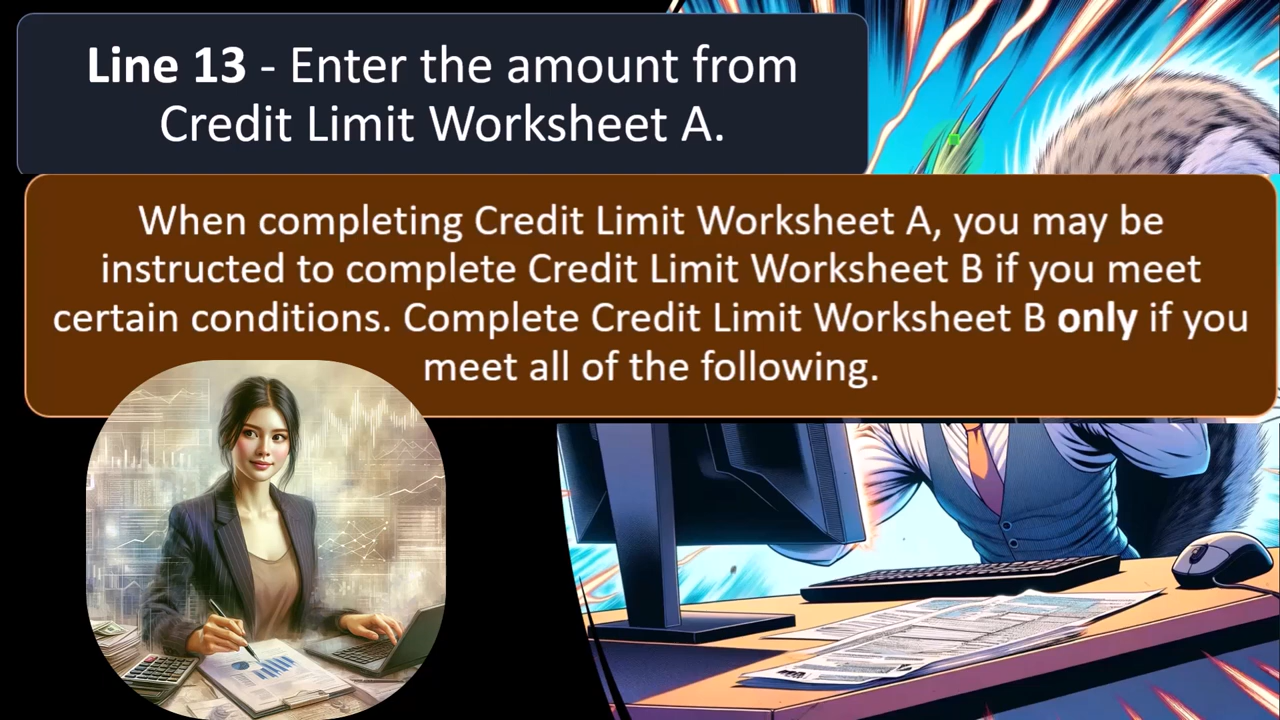 Line 13 - Enter the amount from
Credit Limit Worksheet A.
When completing Credit Limit Worksheet A, you may be
instructed to complete Credit Limit Worksheet B if you meet
certain conditions. Complete Credit Limit Worksheet B only if you
meet all of the following.